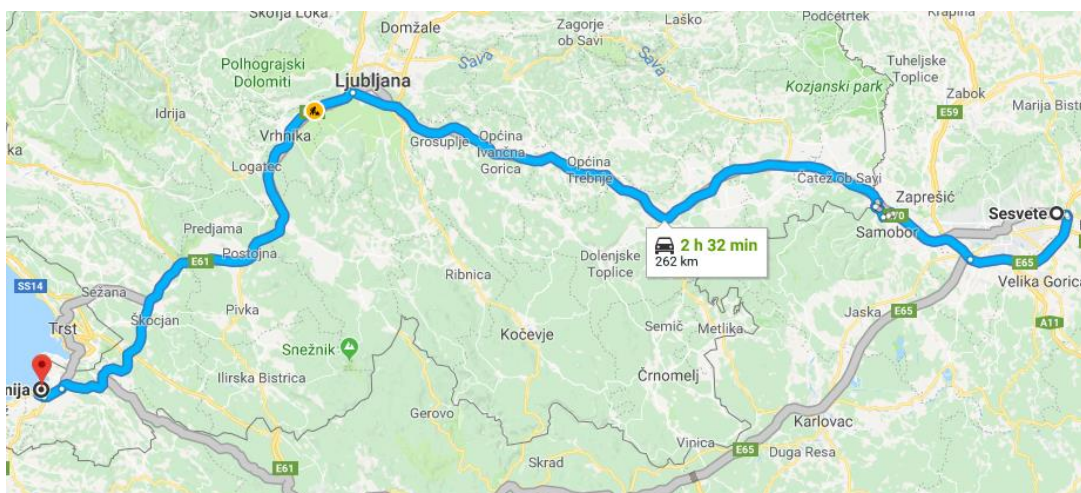 Škofja Loka
Domžale
Zagorje
ob Savi
Laško
Podčetrtek
Krapina
Sava
Sava
Tuheljske
Toplice
Polhograjski
Dolomiti
Ljubljana
Kozjanski park
Zabok
Marija Bist
Idrija
E59
Vrhnika
Grosuplje
Općina
Ivančna
Gorica
Logatec
Općina
Trebnje
Čatež ob Savi
Zaprešić
Sesvete
Samobor
Predjama
Postojna
E61
2 h 32 min
262 km
Dolenjske
Toplice
E65
Velika Gorica
SS14
Sežana
Ribnica
Pivka
Škocjan
Trst
Semič
Metlika
Jaska
E65
A11
Kočevje
Snežnik
nija
Ilirska Bistrica
Črnomelj
Gerovo
Karlovac
Vinica
E61
Skrad
E65
Duga Resa